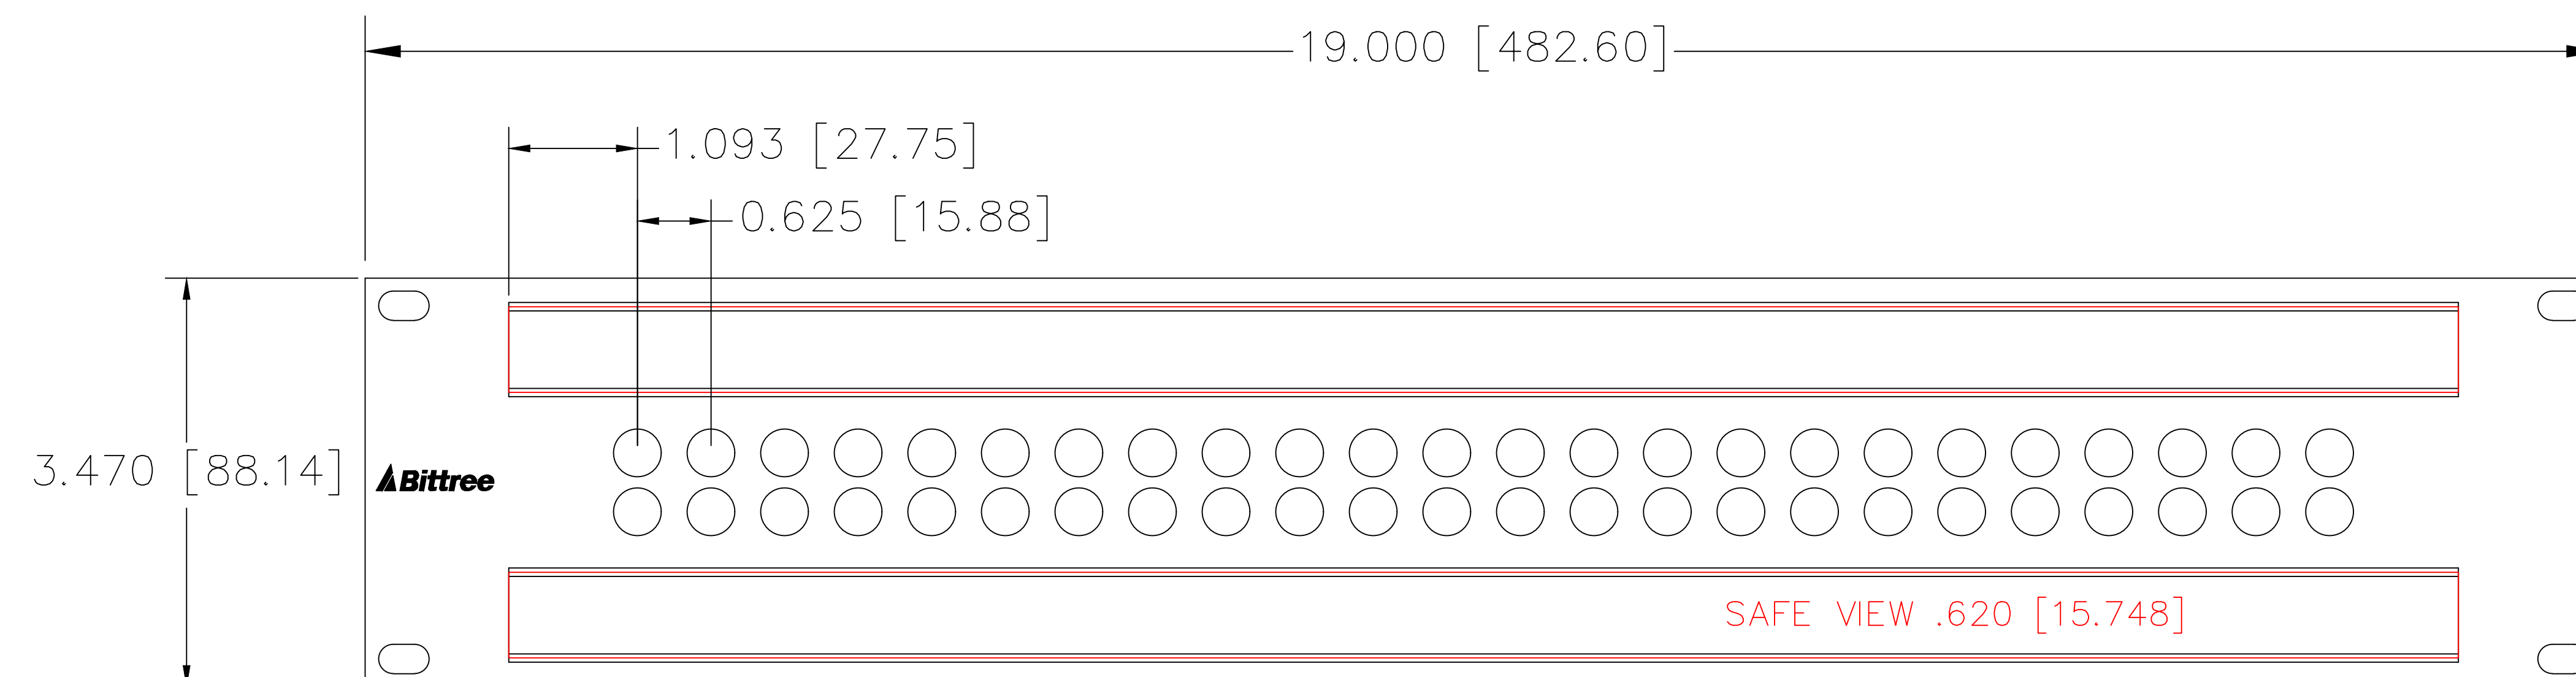 19.000 [482.60]
1.093 [27.75]
0.625 [15.88]
3.470 [88.14]
Bittree
SAFE VIEW .620 [15.748]